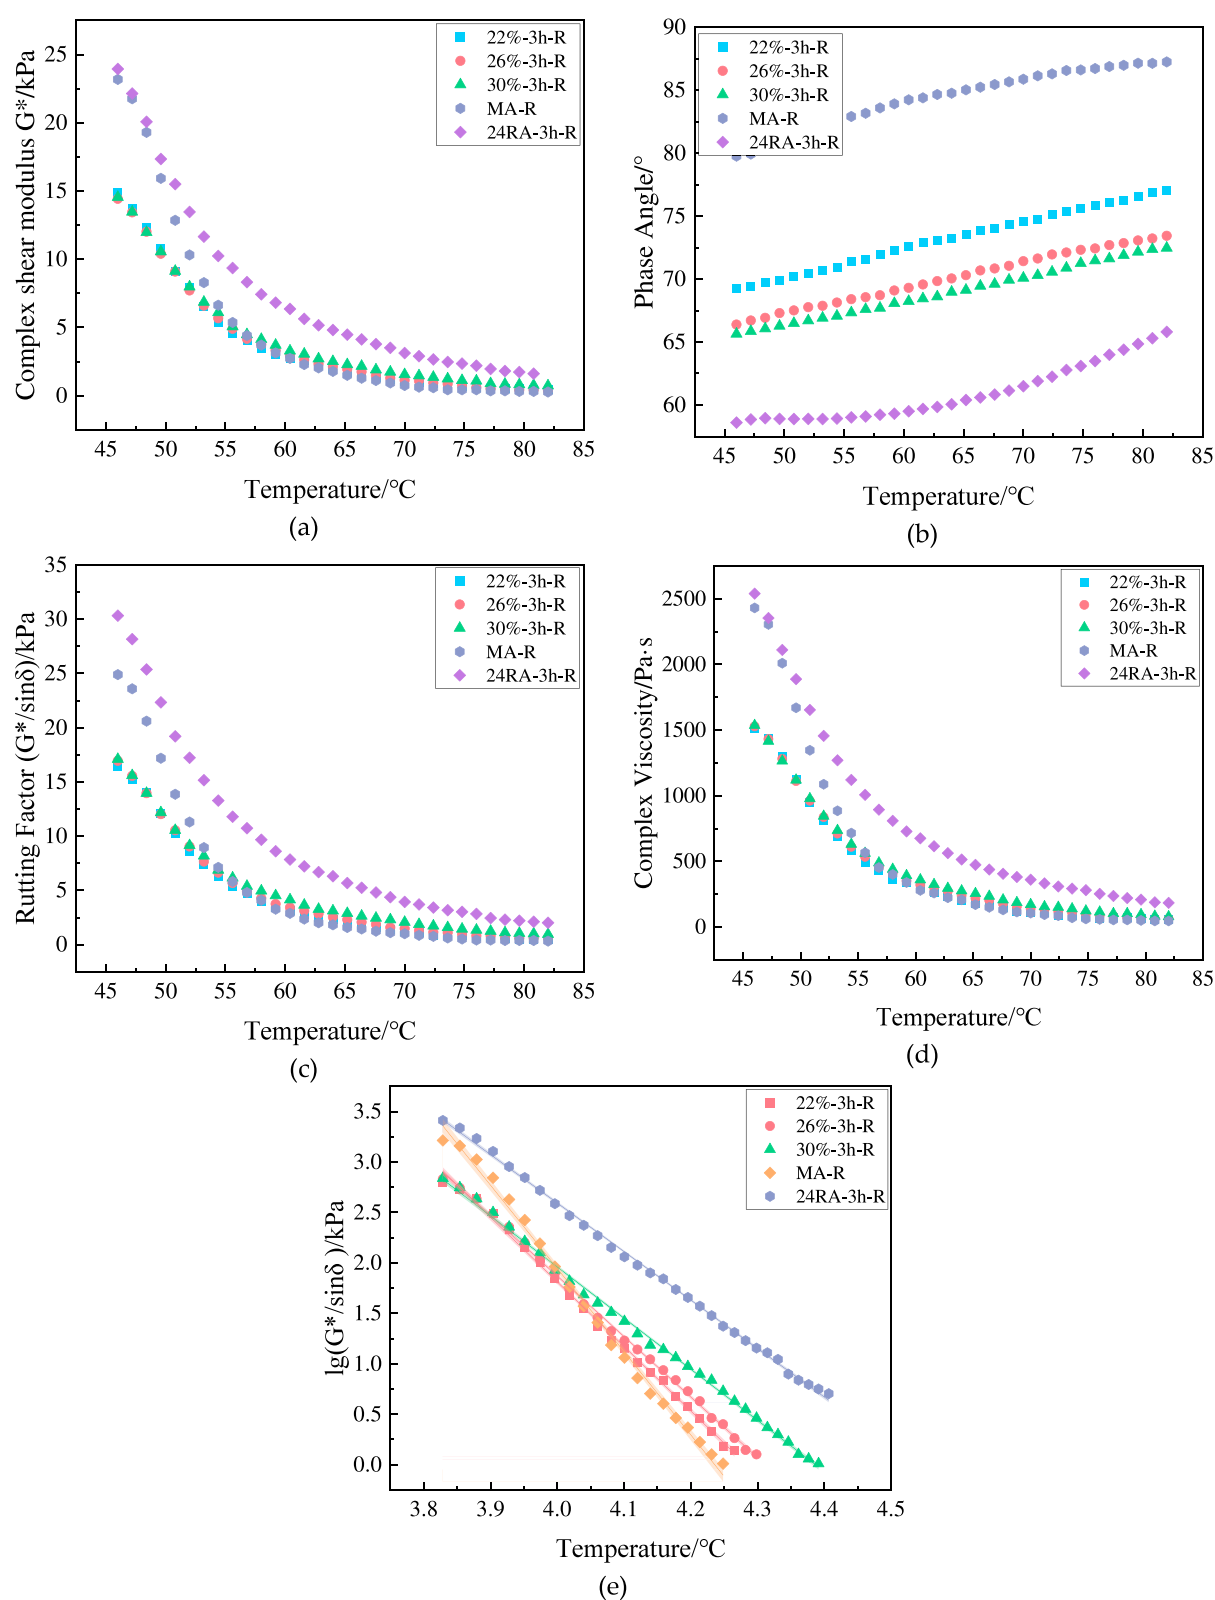 22%-3h-R
26%-3h-R
30%-3h-R
MA-R
24RA-3h-R
25
20
15
10
5
0
Complex shear modulus G*/kPa
45 50 55 60 65 70 75 80 85
Temperature/°C
(a)
22%-3h-R
26%-3h-R
30%-3h-R
MA-R
24RA-3h-R
90
85
80
75
70
65
60
Phase Angle/°
45 50 55 60 65 70 75 80 85
Temperature/°C
(b)
22%-3h-R
26%-3h-R
30%-3h-R
MA-R
24RA-3h-R
35
30
25
20
15
10
5
0
Rutting Factor (G*/sinδ)/kPa
45 50 55 60 65 70 75 80 85
Temperature/°C
(c)
22%-3h-R
26%-3h-R
30%-3h-R
MA-R
24RA-3h-R
2500
2000
1500
1000
500
0
Complex Viscosity/Pa·s
45 50 55 60 65 70 75 80 85
Temperature/°C
(d)
22%-3h-R
26%-3h-R
30%-3h-R
MA-R
24RA-3h-R
3.5
3.0
2.5
2.0
1.5
1.0
0.5
0.0
lg(G*/sinδ )/kPa
3.8 3.9 4.0 4.1 4.2 4.3 4.4 4.5
Temperature/°C
(e)